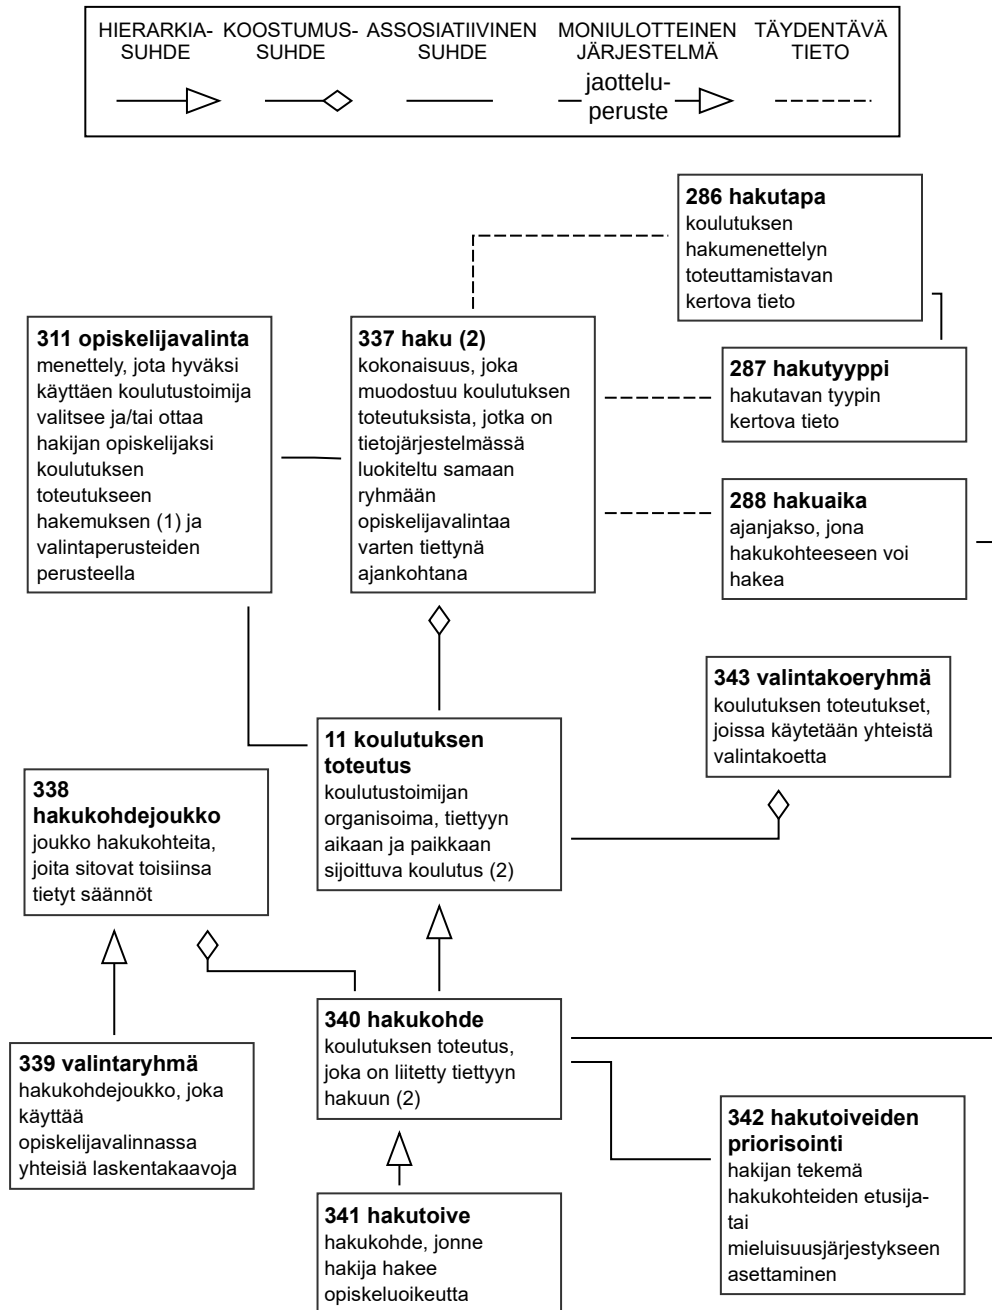 HIERARKIA-
SUHDE
KOOSTUMUS-
SUHDE
ASSOSIATIIVINEN
SUHDE
MONIULOTTEINEN
JÄRJESTELMÄ
TÄYDENTÄVÄ
TIETO
jaottelu-
peruste
286 hakutapa
koulutuksen
hakumenettelyn
toteuttamistavan
kertova tieto
311 opiskelijavalinta
menettely, jota hyväksi
käyttäen koulutustoimija
valitsee ja/tai ottaa
hakijan opiskelijaksi
koulutuksen
toteutukseen
hakemuksen (1) ja
valintaperusteiden
perusteella
337 haku (2)
kokonaisuus, joka
muodostuu koulutuksen
toteutuksista, jotka on
tietojärjestelmässä
luokiteltu samaan
ryhmään
opiskelijavalintaa
varten tiettynä
ajankohtana
287 hakutyyppi
hakutavan tyypin
kertova tieto
288 hakuaika
ajanjakso, jona
hakukohteeseen voi
hakea
343 valintakoeryhmä
koulutuksen toteutukset,
joissa käytetään yhteistä
valintakoetta
11 koulutuksen
toteutus
koulutustoimijan
organisoima, tiettyyn
aikaan ja paikkaan
sijoittuva koulutus (2)
338
hakukohdejoukko
joukko hakukohteita,
joita sitovat toisiinsa
tietyt säännöt
340 hakukohde
koulutuksen toteutus,
joka on liitetty tiettyyn
hakuun (2)
339 valintaryhmä
hakukohdejoukko, joka
käyttää
opiskelijavalinnassa
yhteisiä laskentakaavoja
342 hakutoiveiden
priorisointi
hakijan tekemä
hakukohteiden etusija-
tai
mieluisuusjärjestykseen
asettaminen
341 hakutoive
hakukohde, jonne
hakija hakee
opiskeluoikeutta